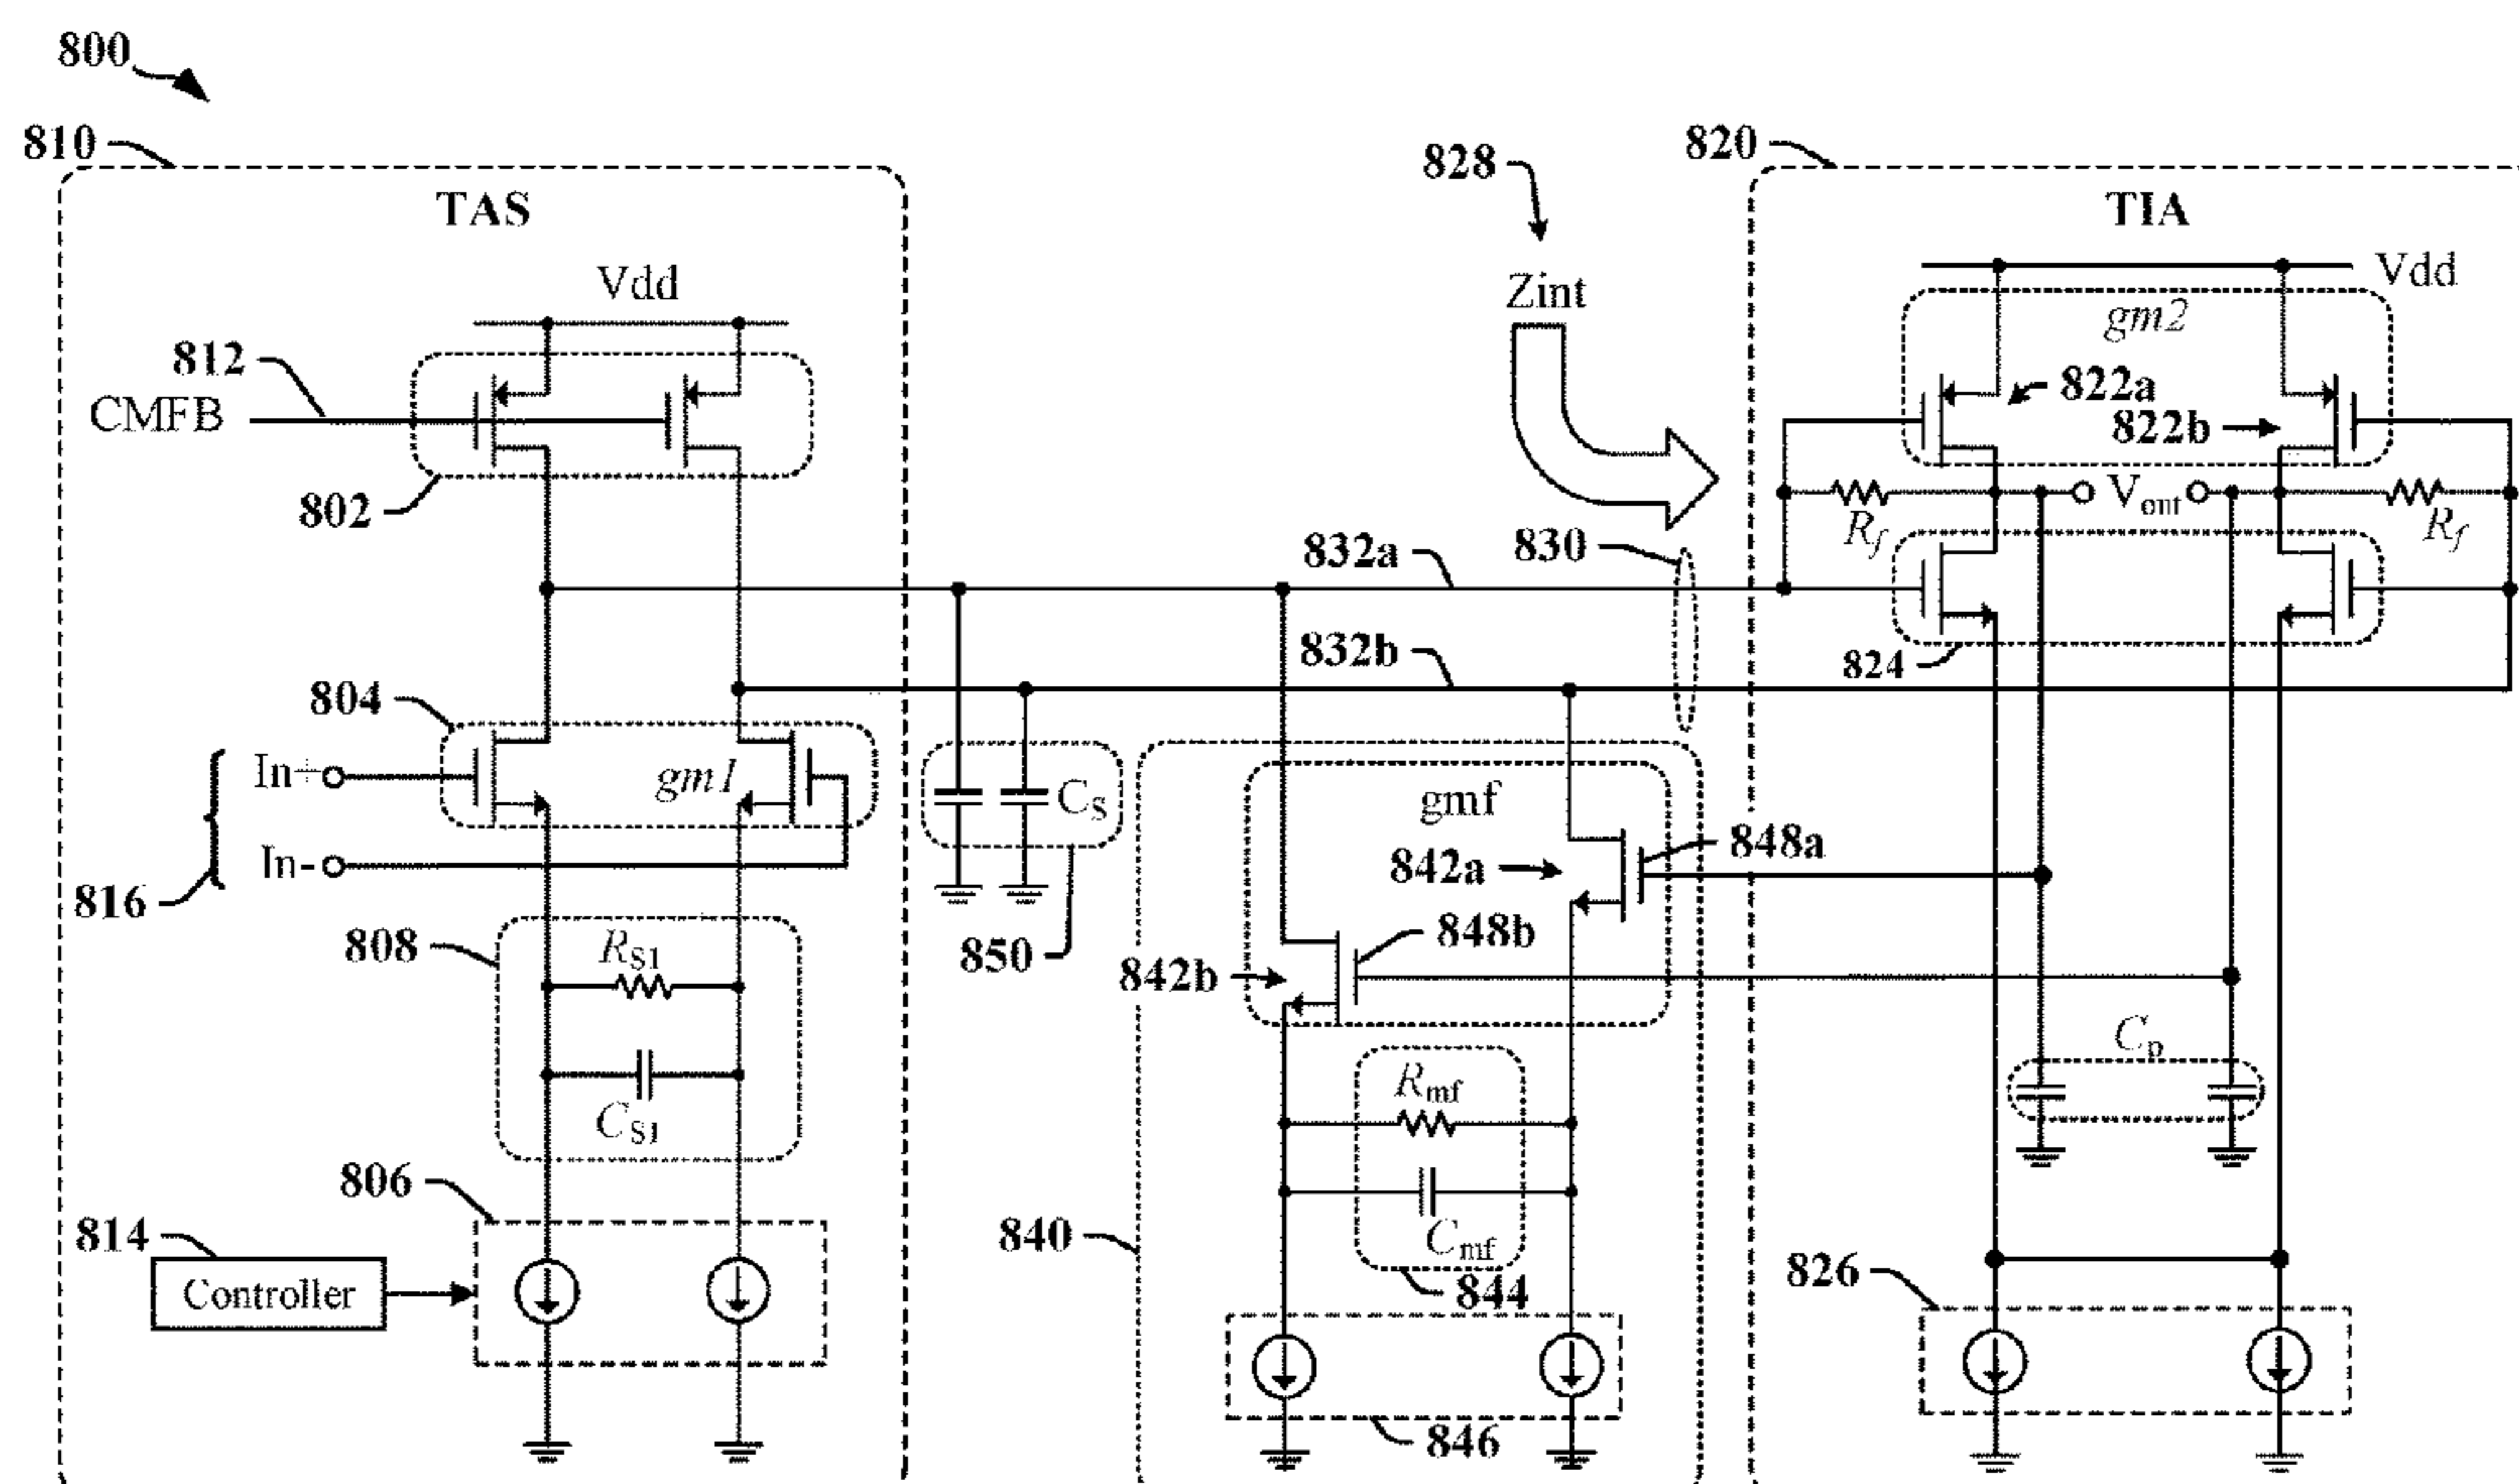 800
810
TAS
828
820
TIA
Vdd
Zint
Vdd
gm2
812
CMFB
822a
822b
802
Rf
Vout
Rf
832a
830
832b
824
804
In+
gm1
In-
816
CS
850
gmf
842a
848a
848b
842b
808
RS1
CS1
Rmf
Cmf
844
Cp
806
814
Controller
840
826
846